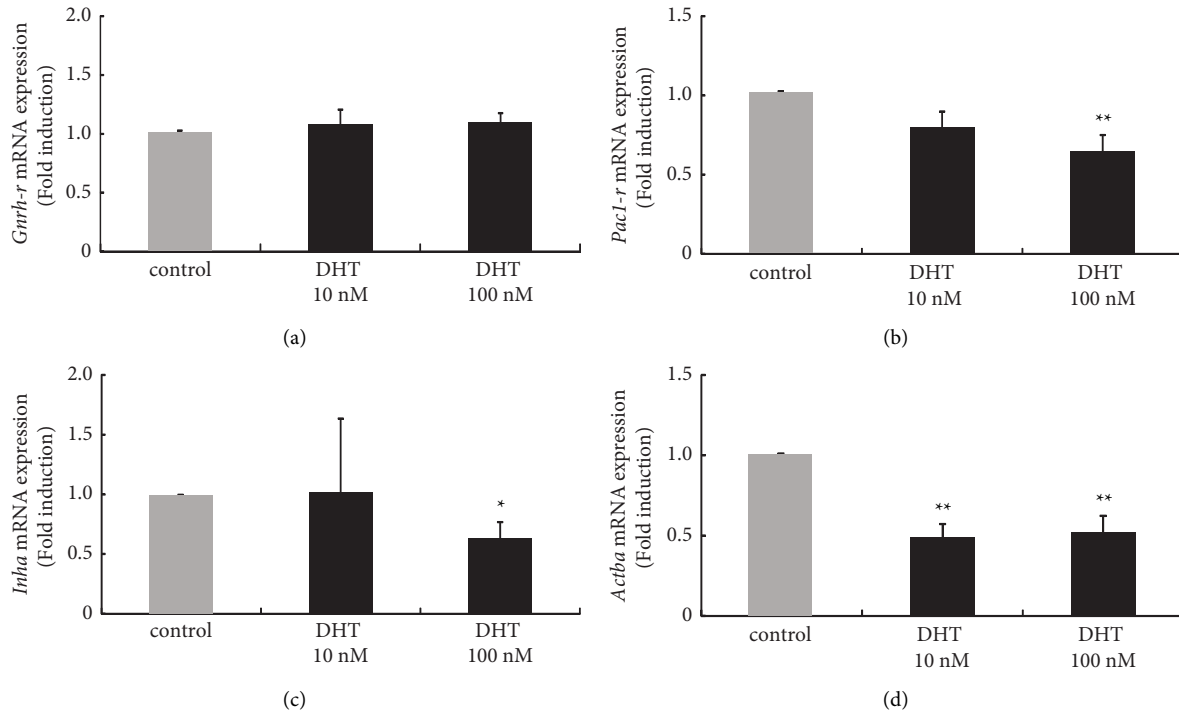 Gnrh-r mRNA expression
(Fold induction)
2.0
1.5
1.0
0.5
0
control
DHT
10 nM
DHT
100 nM
(a)
Pac1-r mRNA expression
(Fold induction)
1.5
1.0
0.5
0
**
control
DHT
10 nM
DHT
100 nM
(b)
Inha mRNA expression
(Fold induction)
2.0
1.5
1.0
0.5
0
*
control
DHT
10 nM
DHT
100 nM
(c)
Actba mRNA expression
(Fold induction)
1.5
1.0
0.5
0
**
**
control
DHT
10 nM
DHT
100 nM
(d)